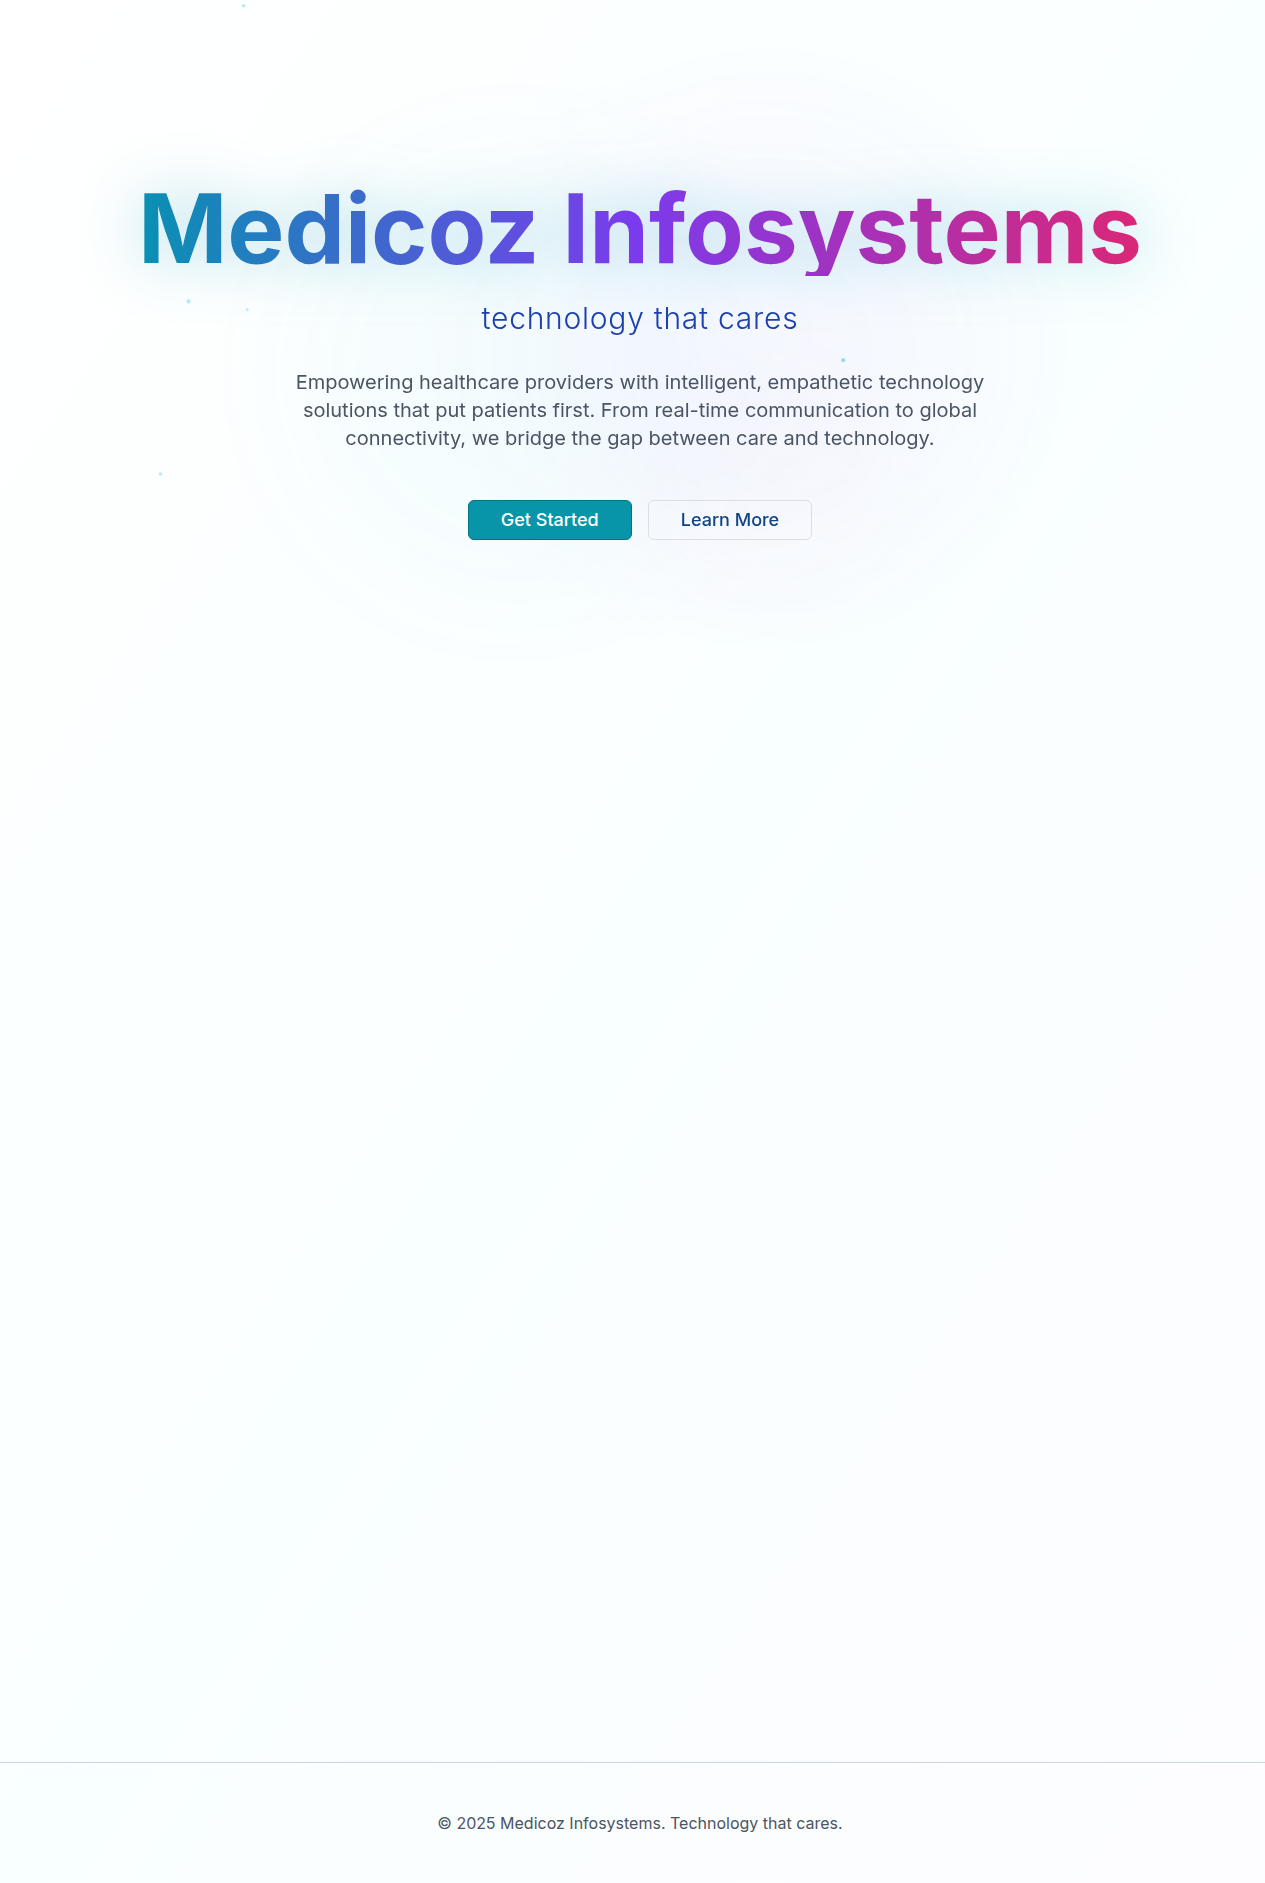 Medicoz Infosystems
technology that cares
Empowering healthcare providers with intelligent, empathetic technology
solutions that put patients first. From real-time communication to global
connectivity, we bridge the gap between care and technology.
Get Started
Learn More
© 2025 Medicoz Infosystems. Technology that cares.